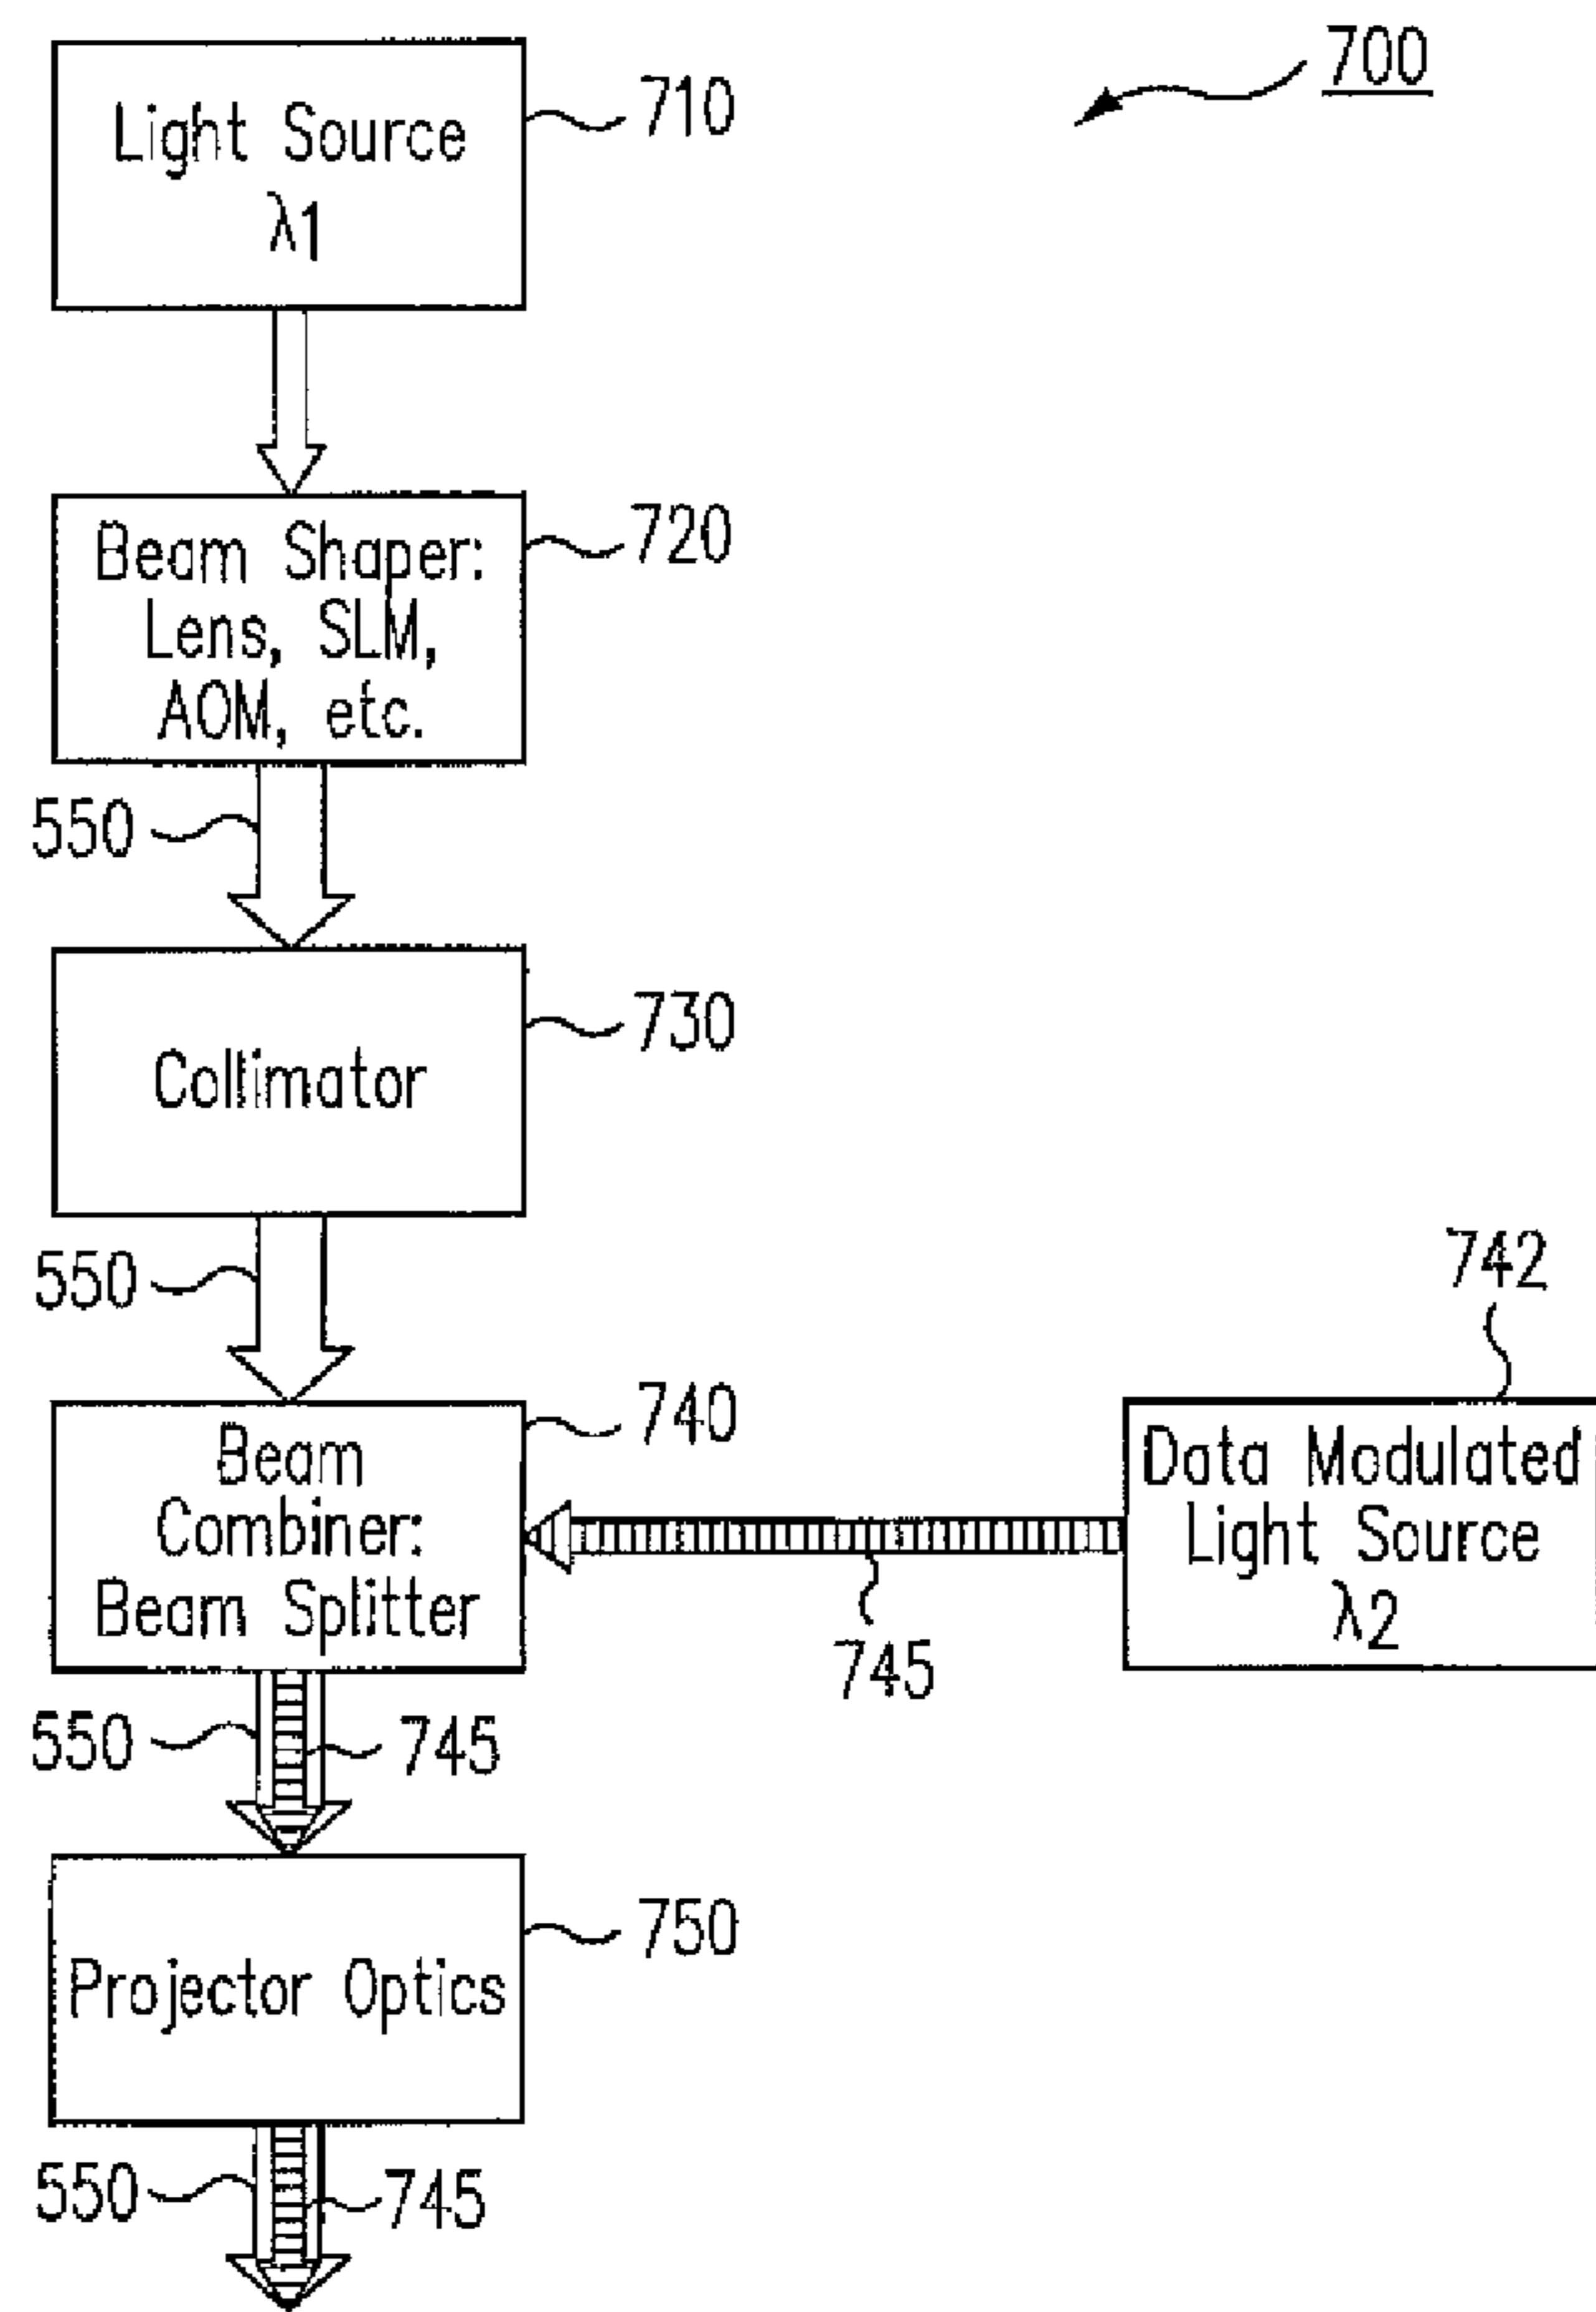 700
Light Source
λ1
710
Beam Shaper:
Lens, SLM,
AOM, etc.
720
550
Collimator
730
550
742
Beam
Combiner:
Beam Splitter
740
Data Modulated
Light Source
λ2
745
550
745
Projector Optics
750
550
745